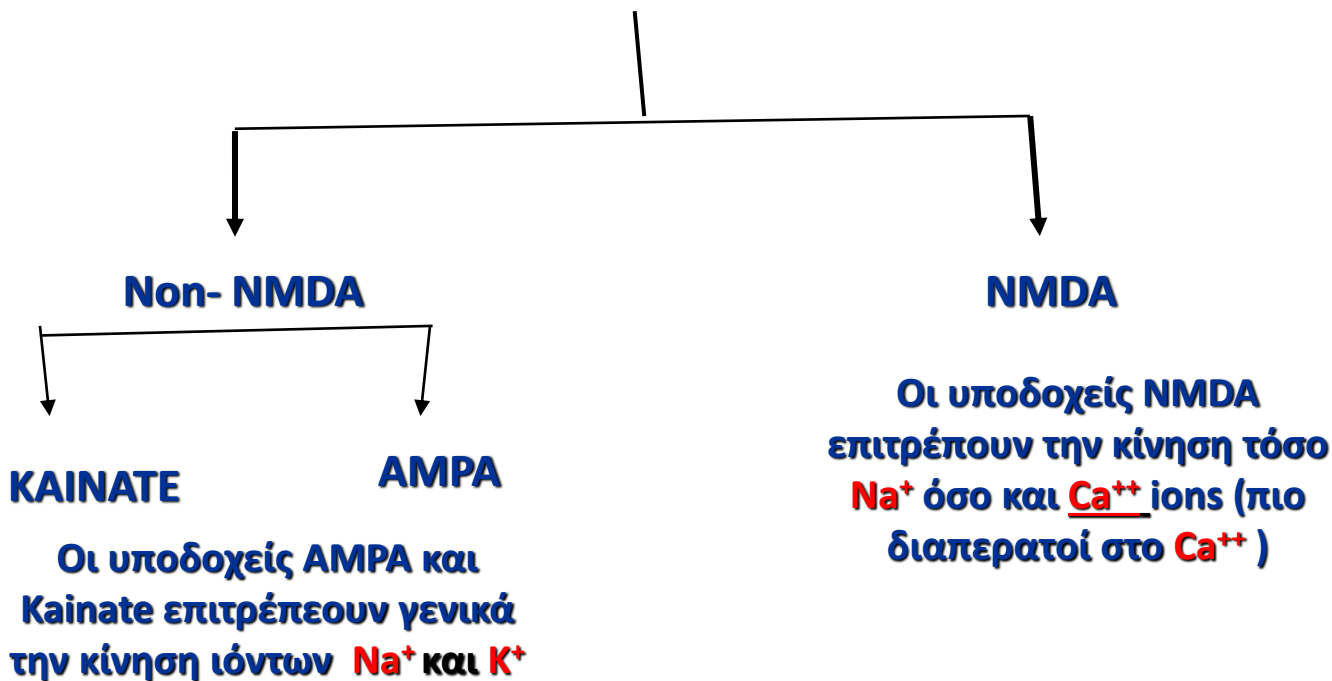 Non- NMDA
NMDA
KAINATE
AMPA
Οι υποδοχείς AMPA και
Kainate επιτρέπεουν γενικά
την κίνηση ιόντων Na⁺ και K⁺
Οι υποδοχείς NMDA
επιτρέπουν την κίνηση τόσο
Na⁺ όσο και Ca⁺⁺ ions (πιο
διαπερατοί στο Ca⁺⁺ )